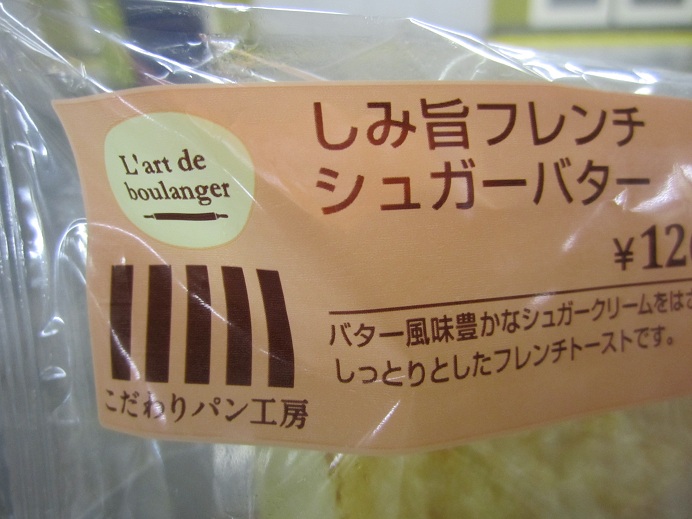 L'art de
boulanger
こだわりパン工房
しみ旨フレンチ
シュガーバター
¥12
バター風味豊かなシュガークリームをはさ
しっとりとしたフレンチトーストです。